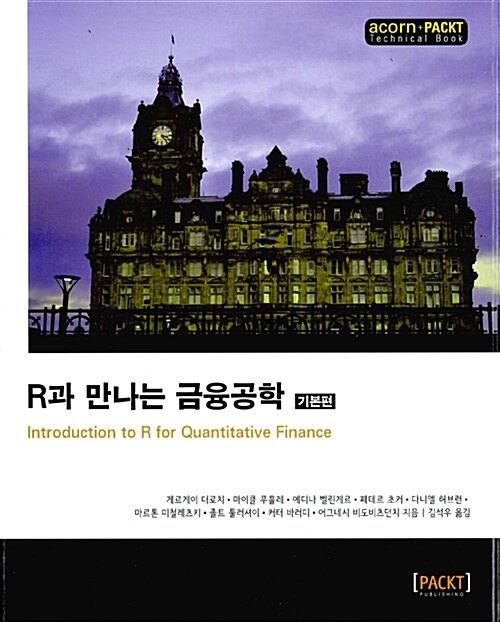 acorn+PACKT
Technical Book
R과 만나는 금융공학 기본편
Introduction to R for Quantitative Finance
게르게이 더로치・마이클 푸흘레・에디나 벌린게르・페테르 초커・다니엘 허브런・
마르톤 미철레츠키・졸트 툴러샤이・커터 바러디・어그네시 비도비츠던치 지음 | 김석우 옮김
[PACKT]
PUBLISHING